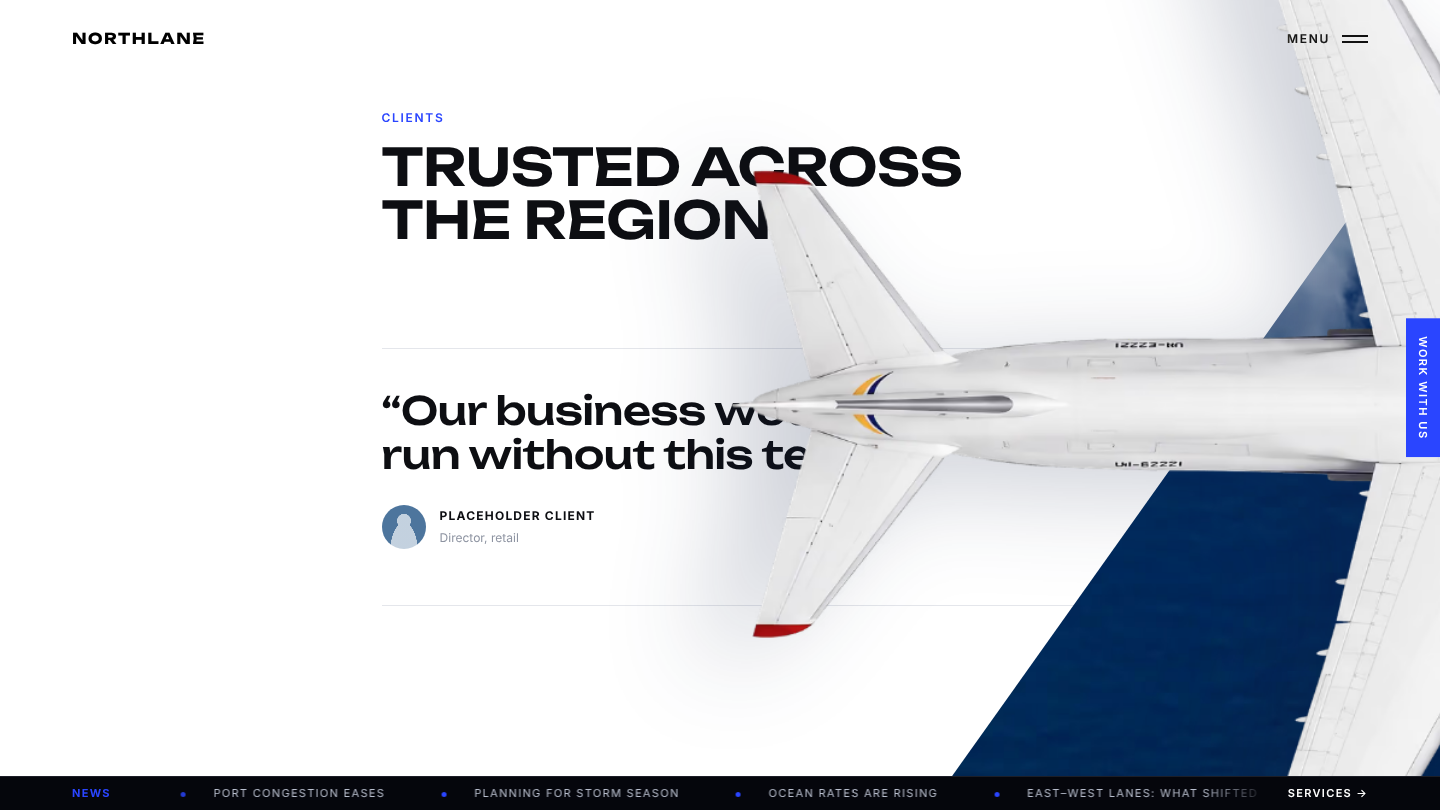 NORTHLANE
MENU
CLIENTS
TRUSTED ACROSS
THE REGION
“Our business
run without this
PLACEHOLDER CLIENT
Director, retail
WORK WITH US
NEWS
PORT CONGESTION EASES
PLANNING FOR STORM SEASON
OCEAN RATES ARE RISING
EAST–WEST LANES: WHAT SHIFTED
SERVICES →